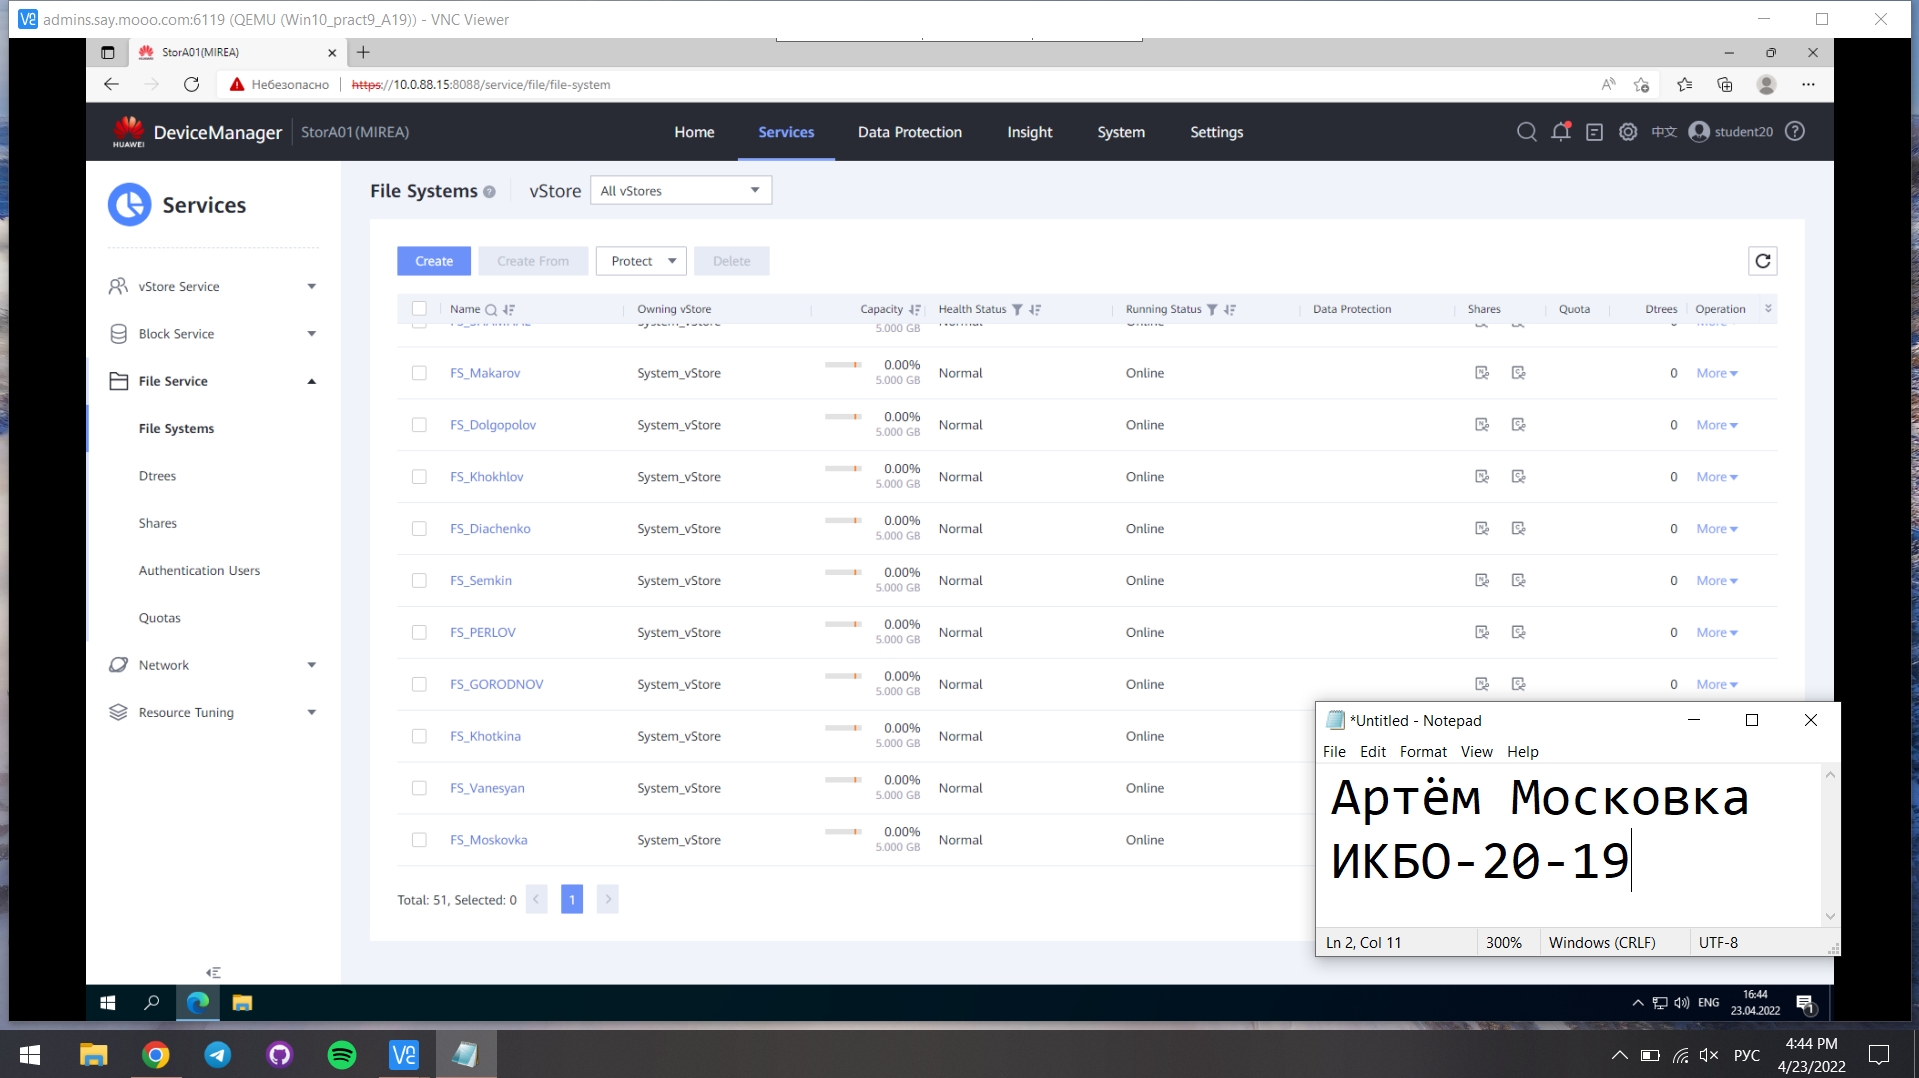 admins.say.mooo.com:6119 (QEMU (Win10_pract9_A19)) - VNC Viewer
StorA01(MIREA)
Небезопасно https://10.0.88.15:8088/service/file/file-system
HUAWEI DeviceManager StorA01(MIREA) Home Services Data Protection Insight System Settings 中文 student20
Services
File Systems vStore All vStores
Create Create From Protect Delete
Name Owning vStore Capacity Health Status Running Status Data Protection Shares Quota Dtrees Operation
5.000 GB
FS_Makarov System_vStore 0.00% 5.000 GB Normal Online 0 More
FS_Dolgopolov System_vStore 0.00% 5.000 GB Normal Online 0 More
FS_Khokhlov System_vStore 0.00% 5.000 GB Normal Online 0 More
FS_Diachenko System_vStore 0.00% 5.000 GB Normal Online 0 More
FS_Semkin System_vStore 0.00% 5.000 GB Normal Online 0 More
FS_PERLOV System_vStore 0.00% 5.000 GB Normal Online 0 More
FS_GORODNOV System_vStore 0.00% 5.000 GB Normal Online 0 More
FS_Khotkina System_vStore 0.00% 5.000 GB Normal Online
FS_Vanesyan System_vStore 0.00% 5.000 GB Normal Online
FS_Moskovka System_vStore 0.00% 5.000 GB Normal Online
Total: 51, Selected: 0 1
vStore Service
Block Service
File Service
File Systems
Dtrees
Shares
Authentication Users
Quotas
Network
Resource Tuning
*Untitled - Notepad
File Edit Format View Help
Артём Московка
ИКБО-20-19
Ln 2, Col 11 300% Windows (CRLF) UTF-8
ENG 16:44
23.04.2022
1
РУС 4:44 PM
4/23/2022